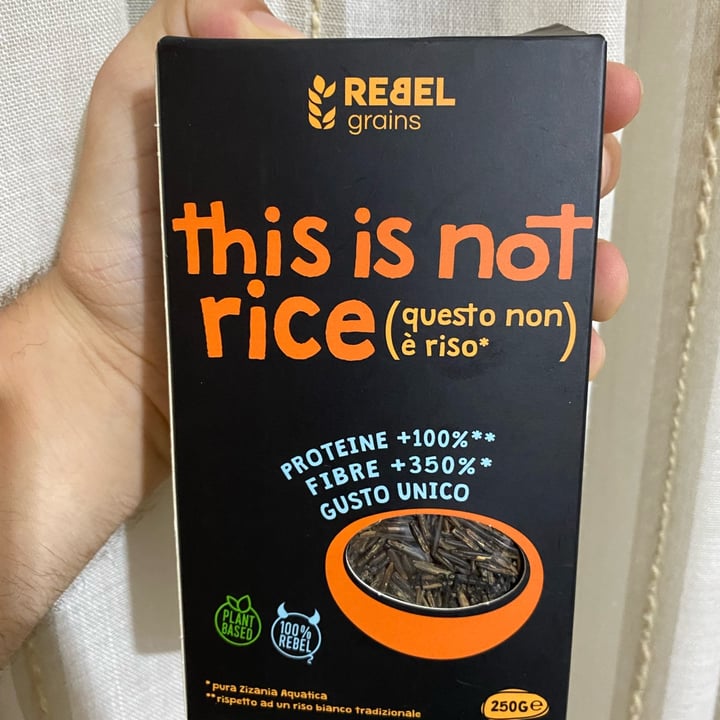 REBEL
grains
this is not
rice (questo non
è riso*)
PROTEINE +100%**
FIBRE +350%*
GUSTO UNICO
PLANT
BASED
100%
REBEL
* pura Zizania Aquatica
**rispetto ad un riso bianco tradizionale
250G℮